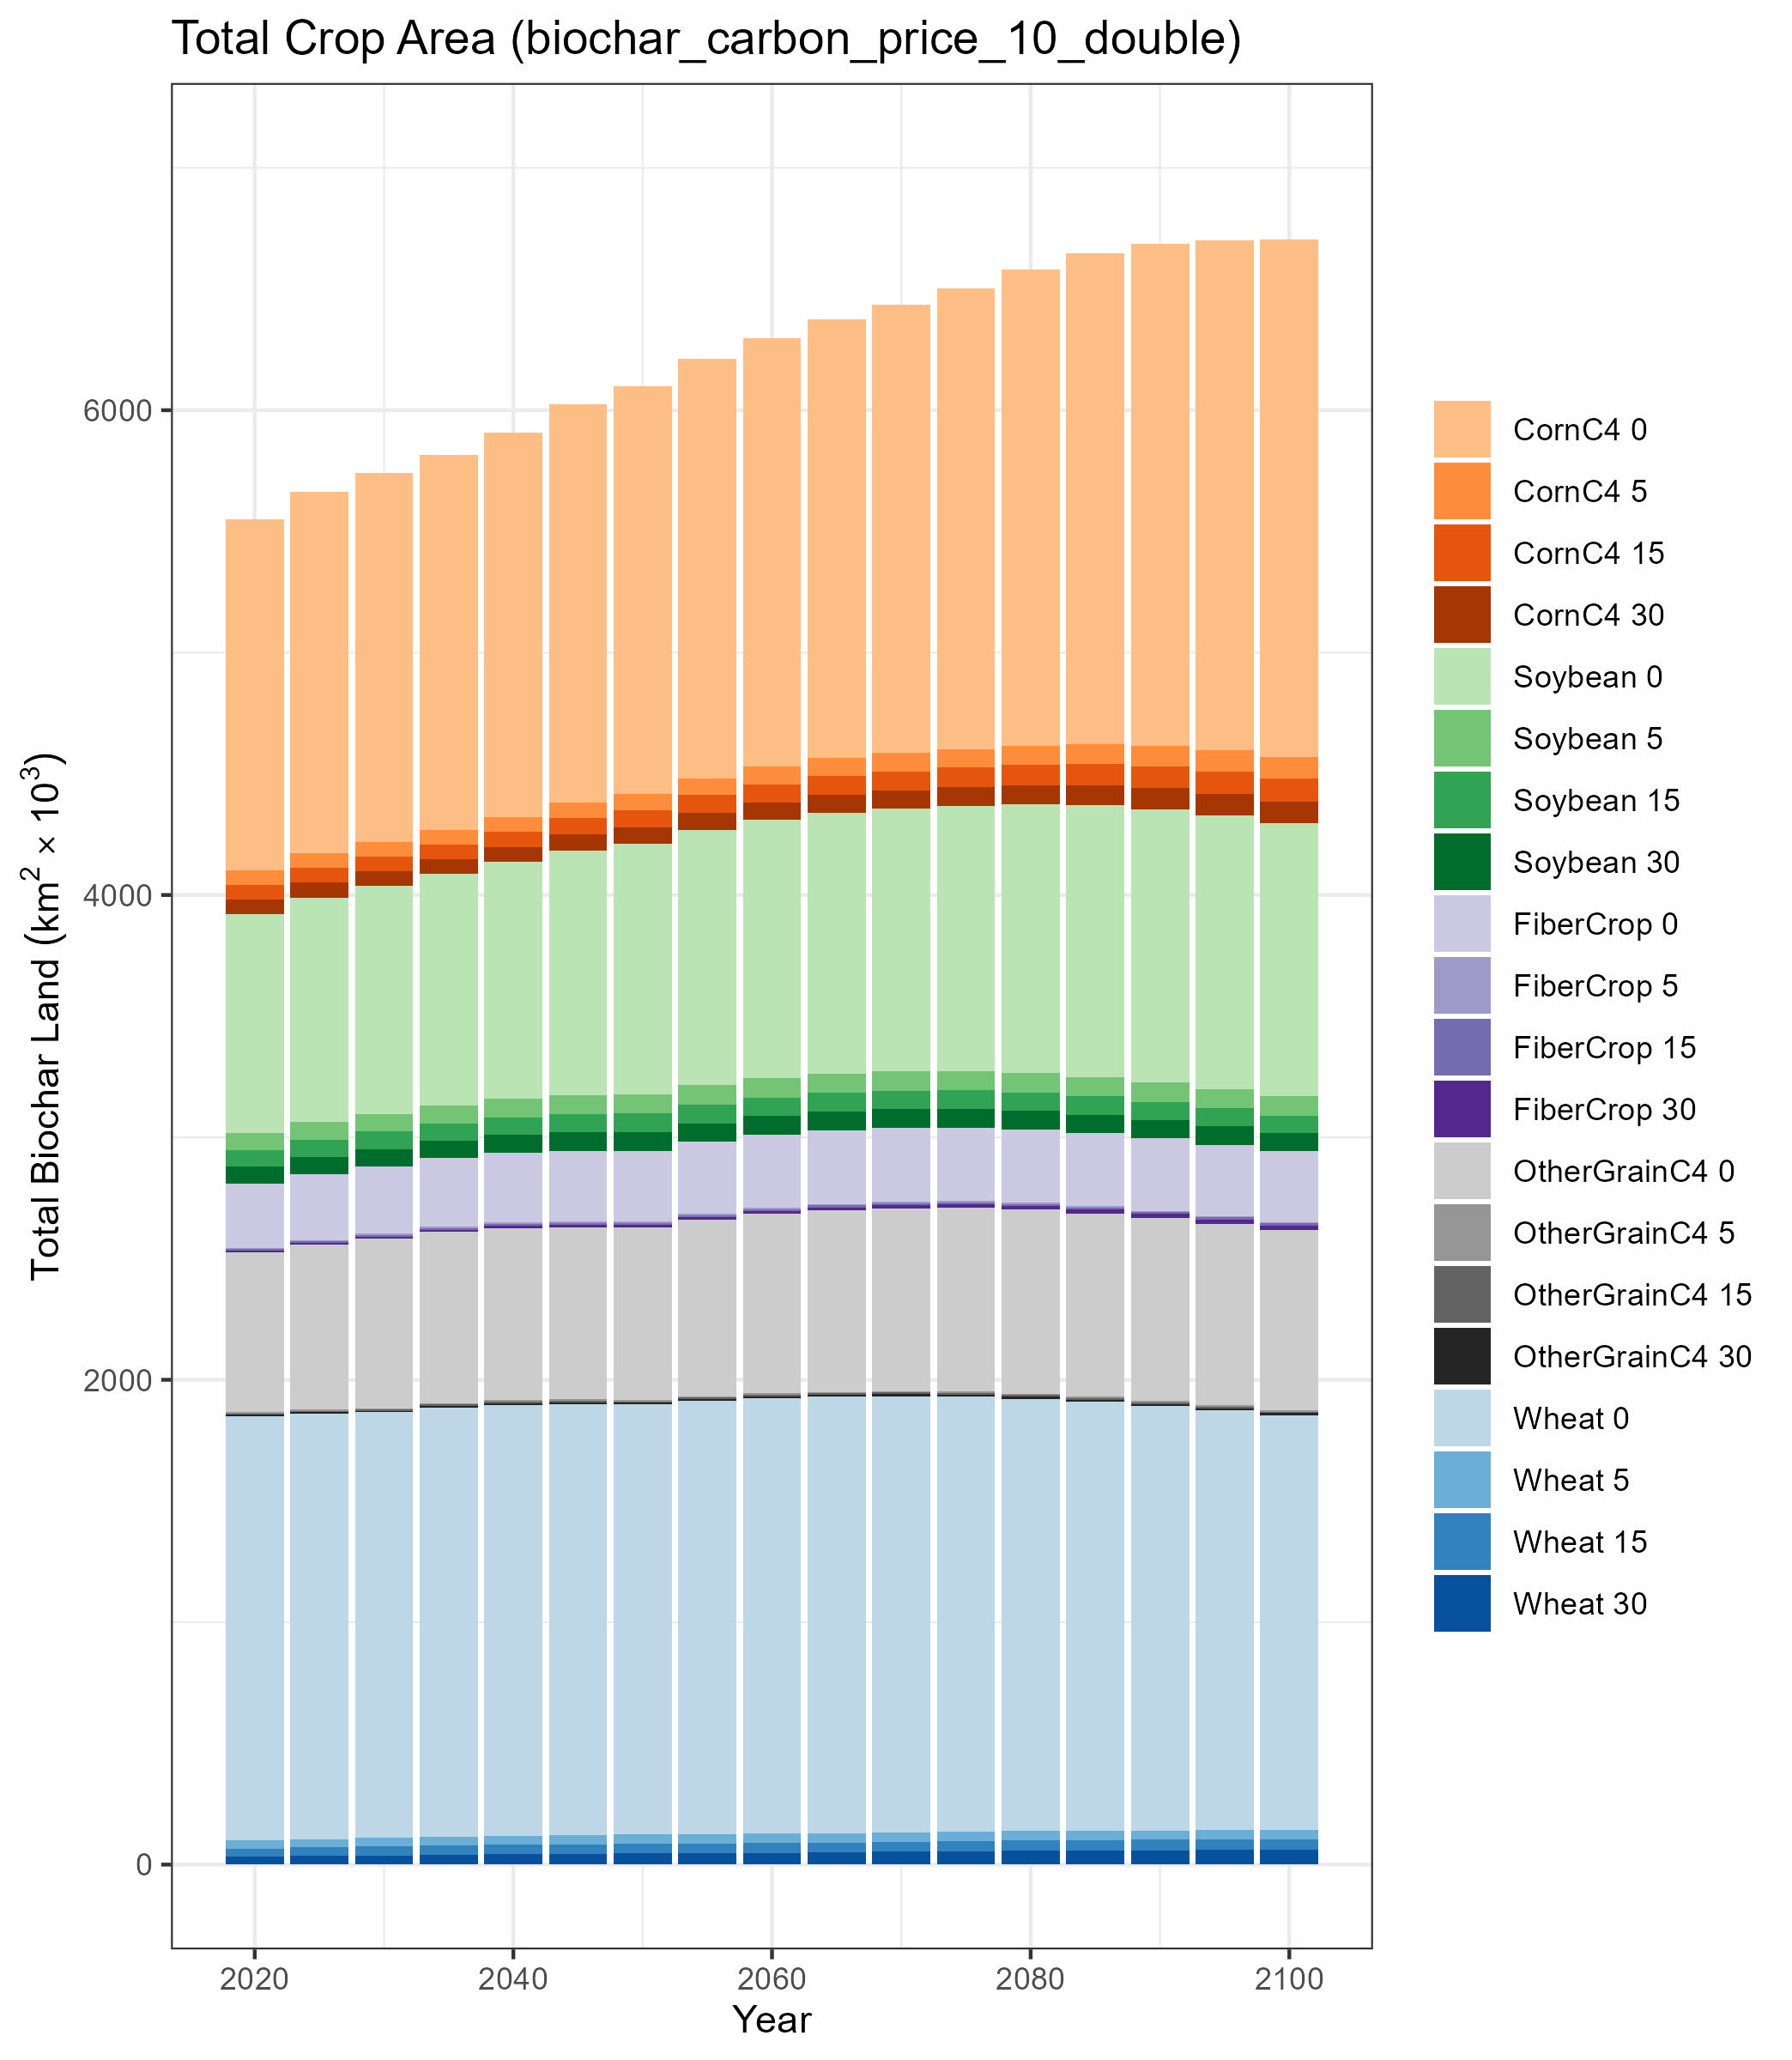 Total Crop Area (biochar_carbon_price_10_double)
Total Biochar Land (km² × 10³)
6000
4000
2000
0
2020
2040
2060
2080
2100
Year
CornC4 0
CornC4 5
CornC4 15
CornC4 30
Soybean 0
Soybean 5
Soybean 15
Soybean 30
FiberCrop 0
FiberCrop 5
FiberCrop 15
FiberCrop 30
OtherGrainC4 0
OtherGrainC4 5
OtherGrainC4 15
OtherGrainC4 30
Wheat 0
Wheat 5
Wheat 15
Wheat 30